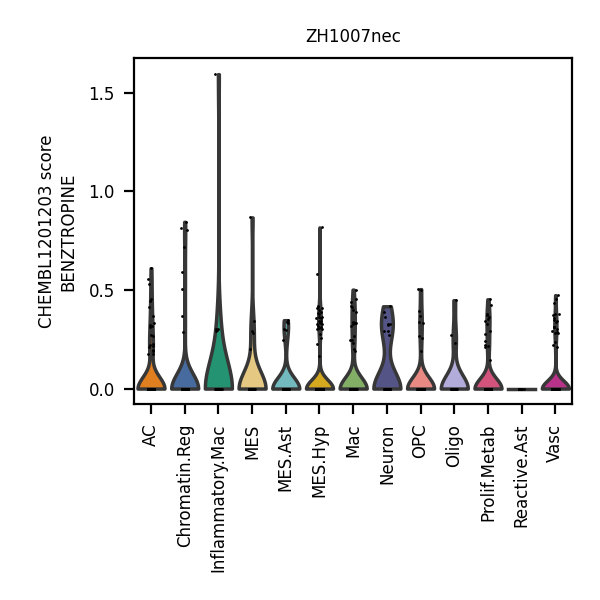 ZH1007nec
CHEMBL1201203 score
BENZTROPINE
1.5
1.0
0.5
0.0
AC
Chromatin.Reg
Inflammatory.Mac
MES
MES.Ast
MES.Hyp
Mac
Neuron
OPC
Oligo
Prolif.Metab
Reactive.Ast
Vasc